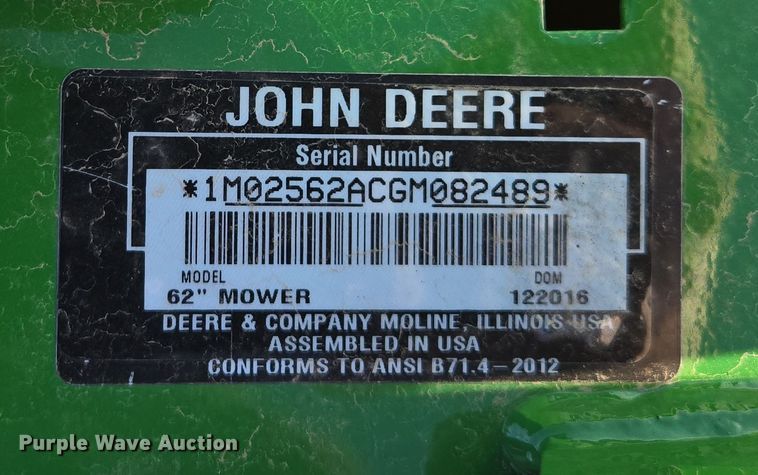 JOHN DEERE
Serial Number
*1M02562ACGM082489*
MODEL DOM
62" MOWER 122016
DEERE & COMPANY MOLINE, ILLINOIS USA
ASSEMBLED IN USA
CONFORMS TO ANSI B71.4-2012
Purple Wave Auction